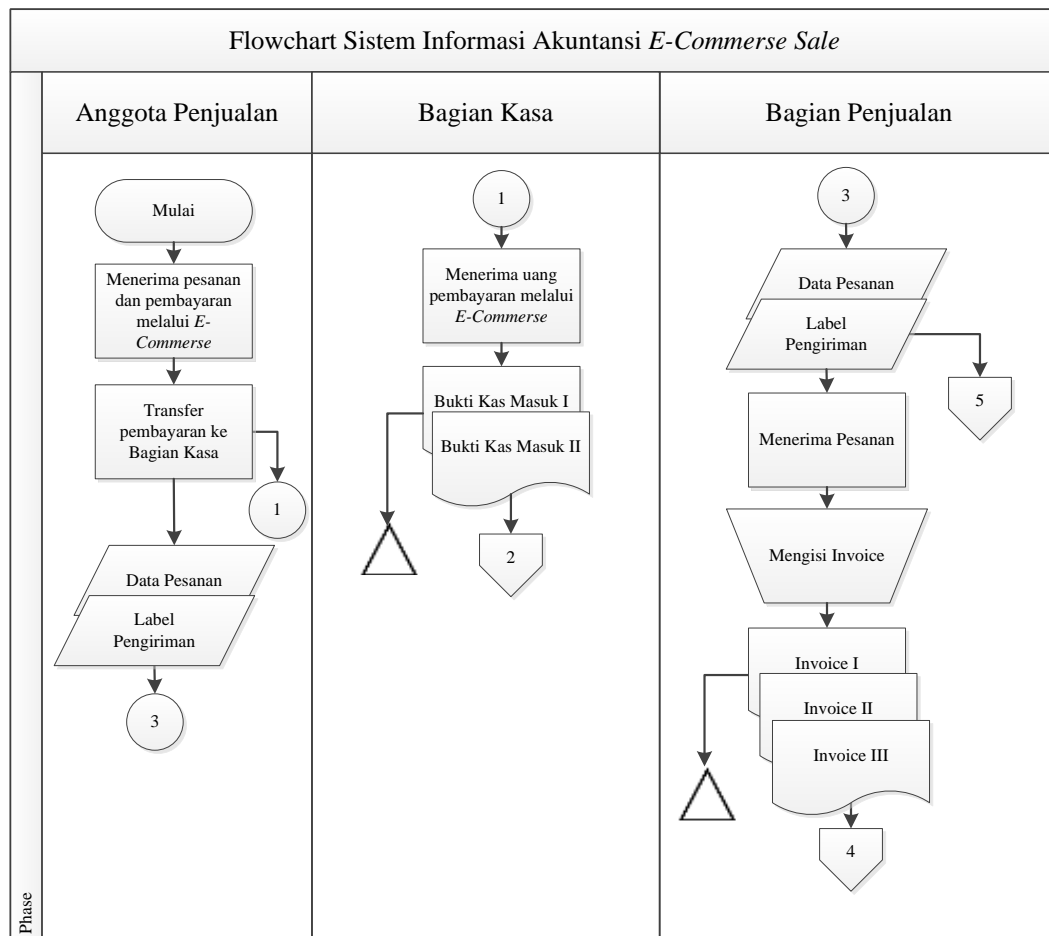 Flowchart Sistem Informasi Akuntansi E-Commerse Sale
Phase
Anggota Penjualan
Bagian Kasa
Bagian Penjualan
Mulai
Menerima pesanan
dan pembayaran
melalui E-
Commerse
Transfer
pembayaran ke
Bagian Kasa
1
Data Pesanan
Label
Pengiriman
3
1
Menerima uang
pembayaran melalui
E-Commerse
Bukti Kas Masuk I
Bukti Kas Masuk II
2
3
Data Pesanan
Label
Pengiriman
5
Menerima Pesanan
Mengisi Invoice
Invoice I
Invoice II
Invoice III
4